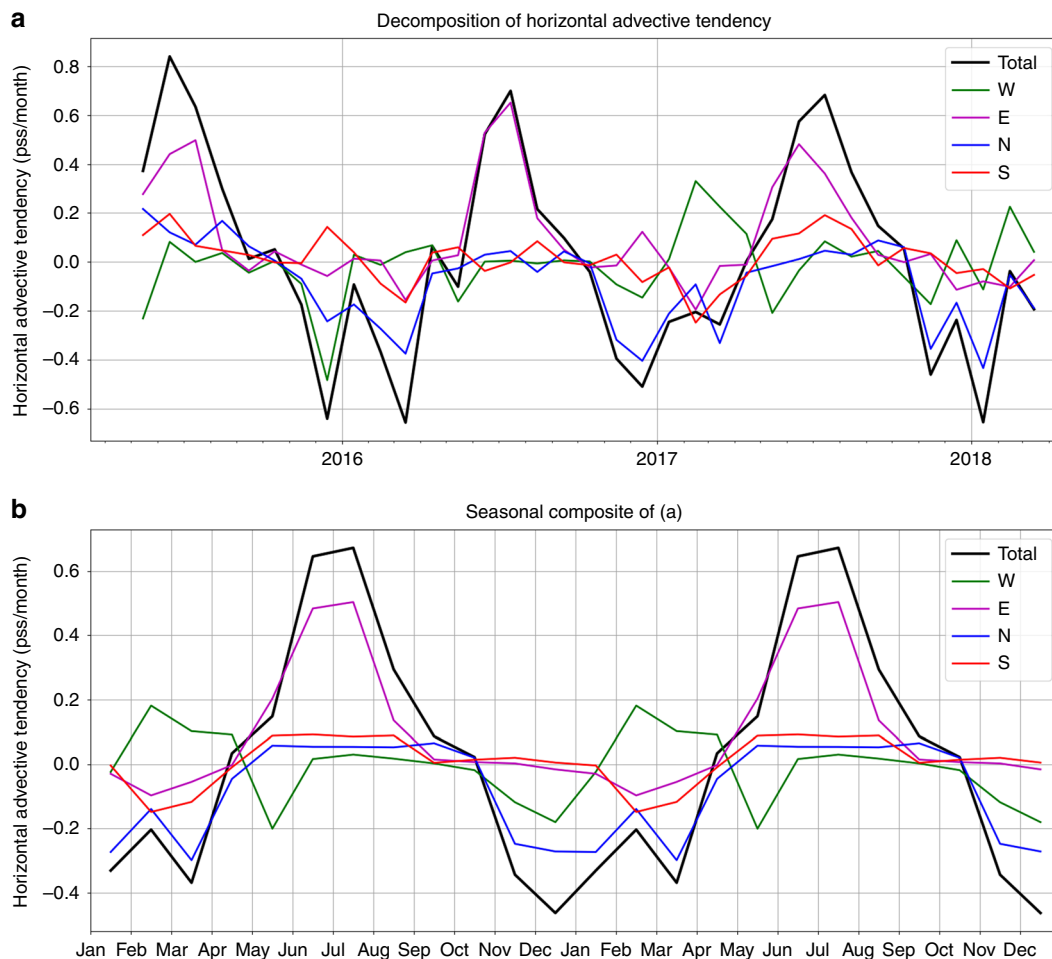 a
Decomposition of horizontal advective tendency
Horizontal advective tendency (pss/month)
0.8
0.6
0.4
0.2
0.0
−0.2
−0.4
−0.6
Total
W
E
N
S
2016 2017 2018
b
Seasonal composite of (a)
Horizontal advective tendency (pss/month)
0.6
0.4
0.2
0.0
−0.2
−0.4
Total
W
E
N
S
Jan Feb Mar Apr May Jun Jul Aug Sep Oct Nov Dec Jan Feb Mar Apr May Jun Jul Aug Sep Oct Nov Dec